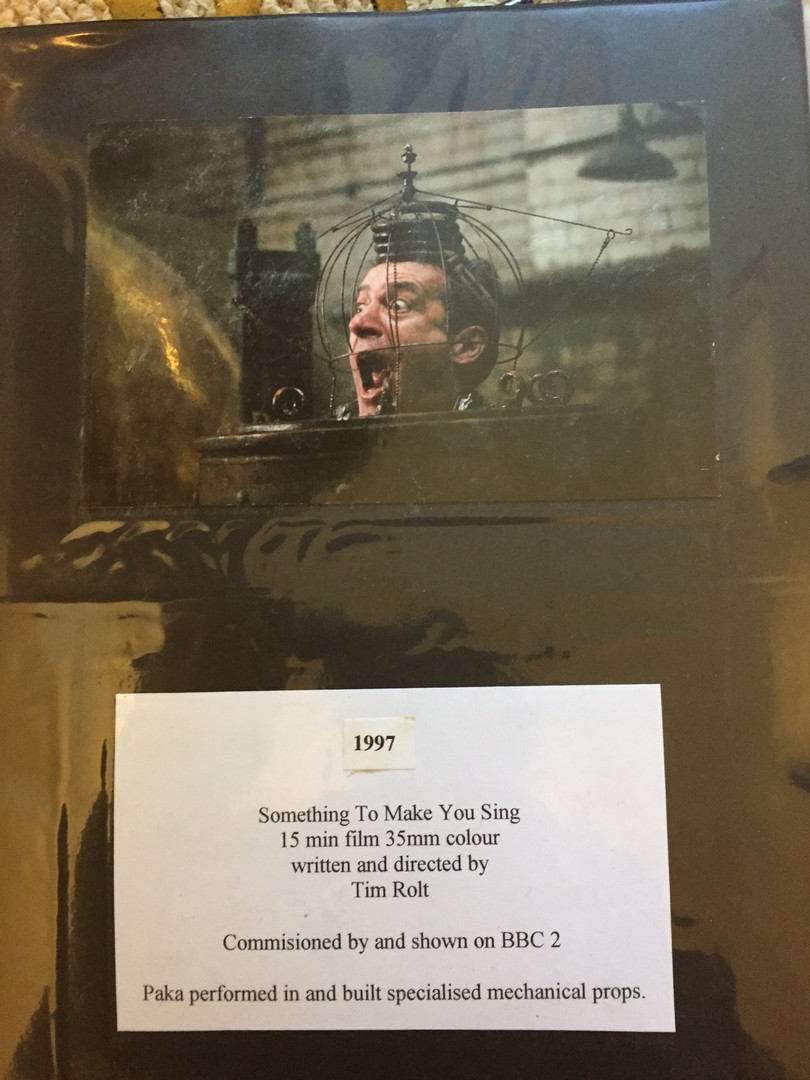 1997
Something To Make You Sing
15 min film 35mm colour
written and directed by
Tim Rolt
Commisioned by and shown on BBC 2
Paka performed in and built specialised mechanical props.